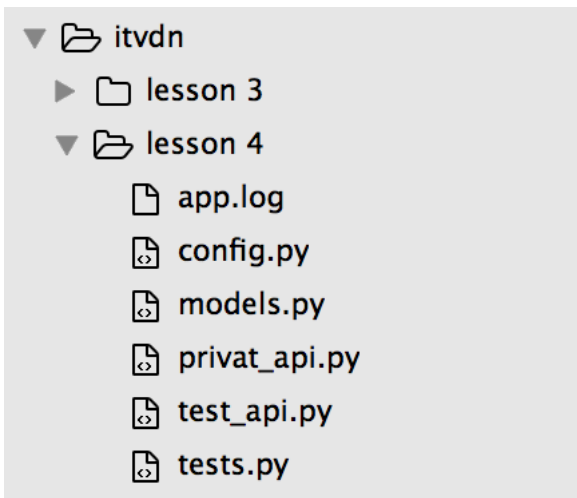 itvdn
lesson 3
lesson 4
app.log
config.py
models.py
privat_api.py
test_api.py
tests.py